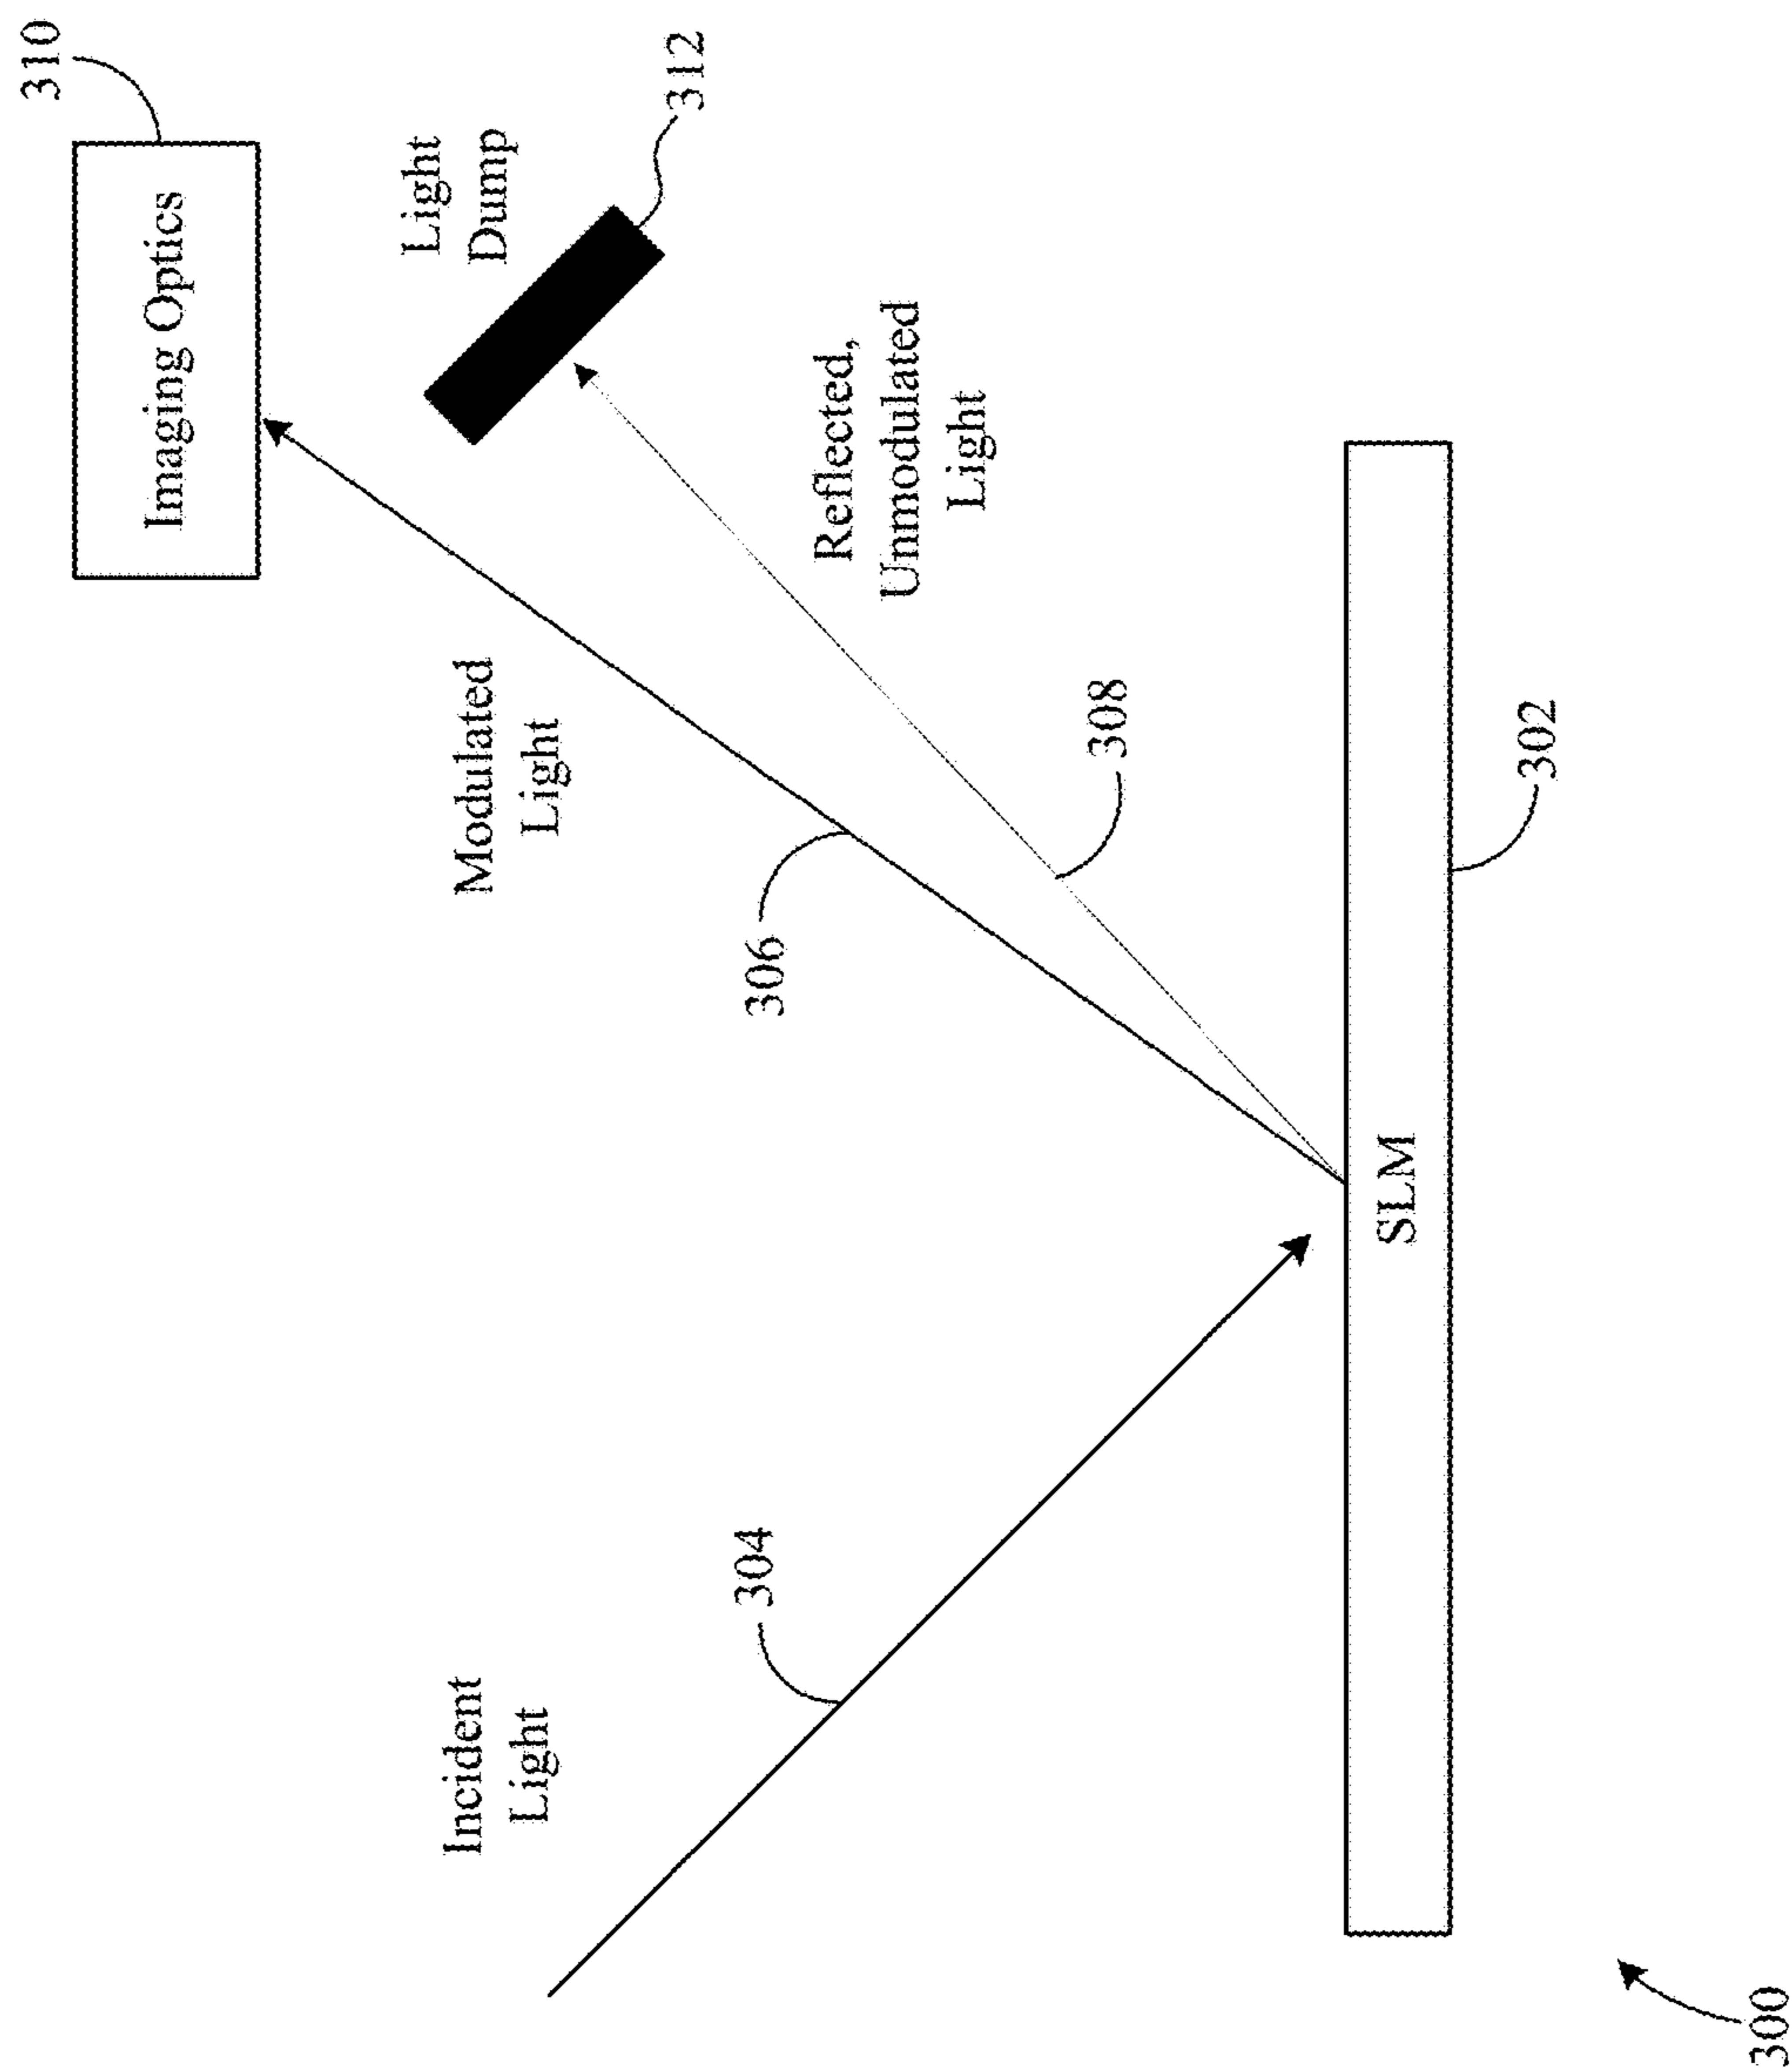 310
Imaging Optics
Light
Dump
312
Modulated
Light
Reflected,
Unmodulated
Light
306
308
Incident
Light
304
SLM
302
300